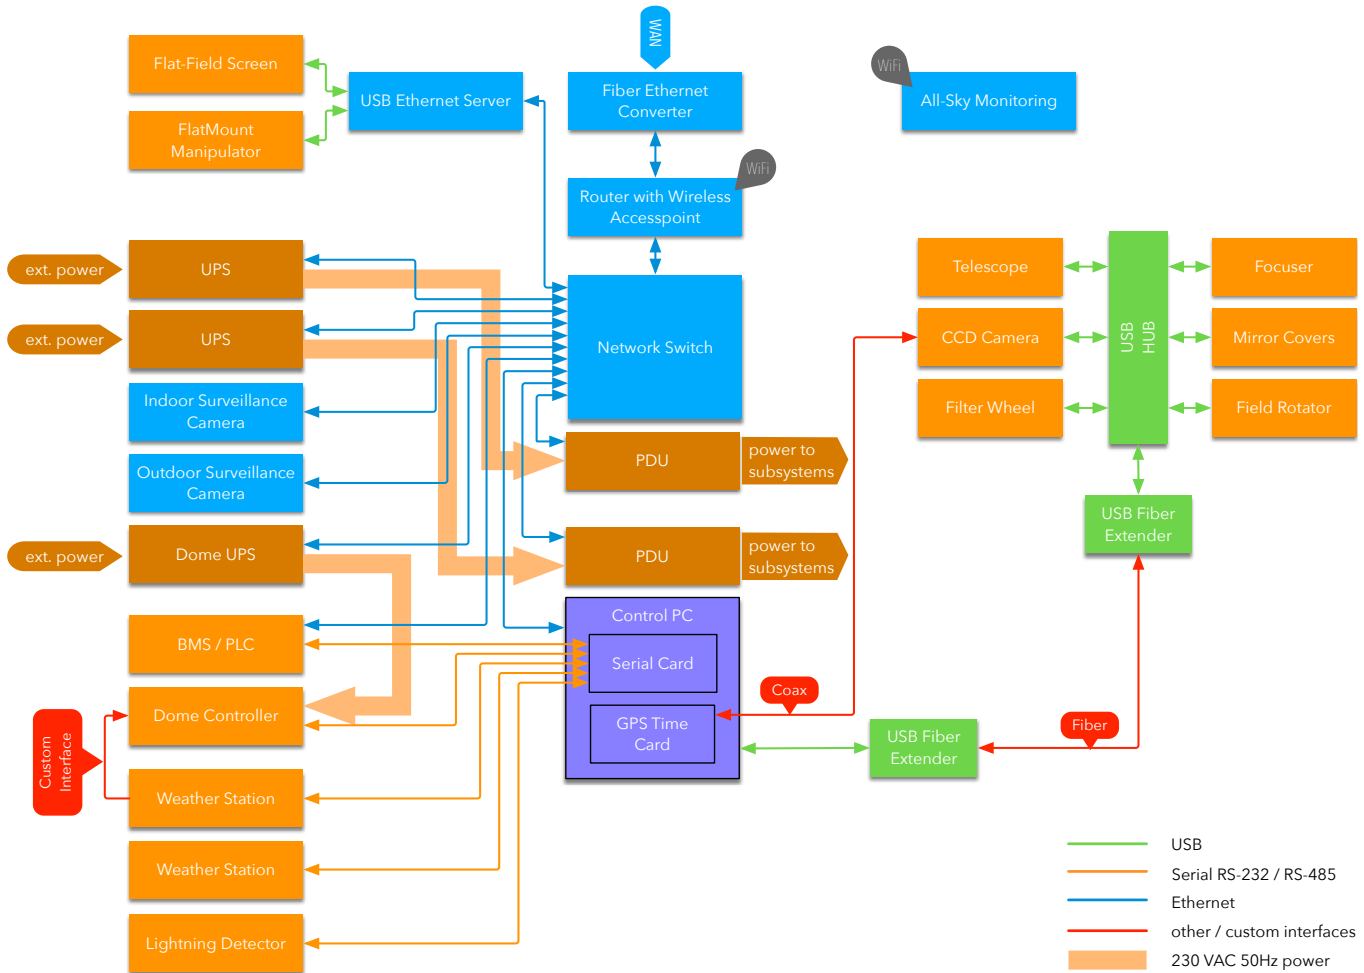 WAN
Flat-Field Screen
USB Ethernet Server
Fiber Ethernet
Converter
WiFi
All-Sky Monitoring
FlatMount
Manipulator
WiFi
Router with Wireless
Accesspoint
ext. power
UPS
Telescope
Focuser
ext. power
UPS
Network Switch
CCD Camera
USB
HUB
Mirror Covers
Indoor Surveillance
Camera
Filter Wheel
Field Rotator
Outdoor Surveillance
Camera
PDU
power to
subsystems
USB Fiber
Extender
ext. power
Dome UPS
PDU
power to
subsystems
Control PC
BMS / PLC
Serial Card
Coax
Dome Controller
GPS Time
Card
Fiber
Custom
Interface
USB Fiber
Extender
Weather Station
Weather Station
Lightning Detector
USB
Serial RS-232 / RS-485
Ethernet
other / custom interfaces
230 VAC 50Hz power